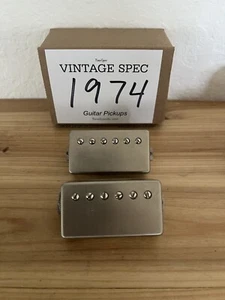 VINTAGE SPEC
1974
Guitar Pickups